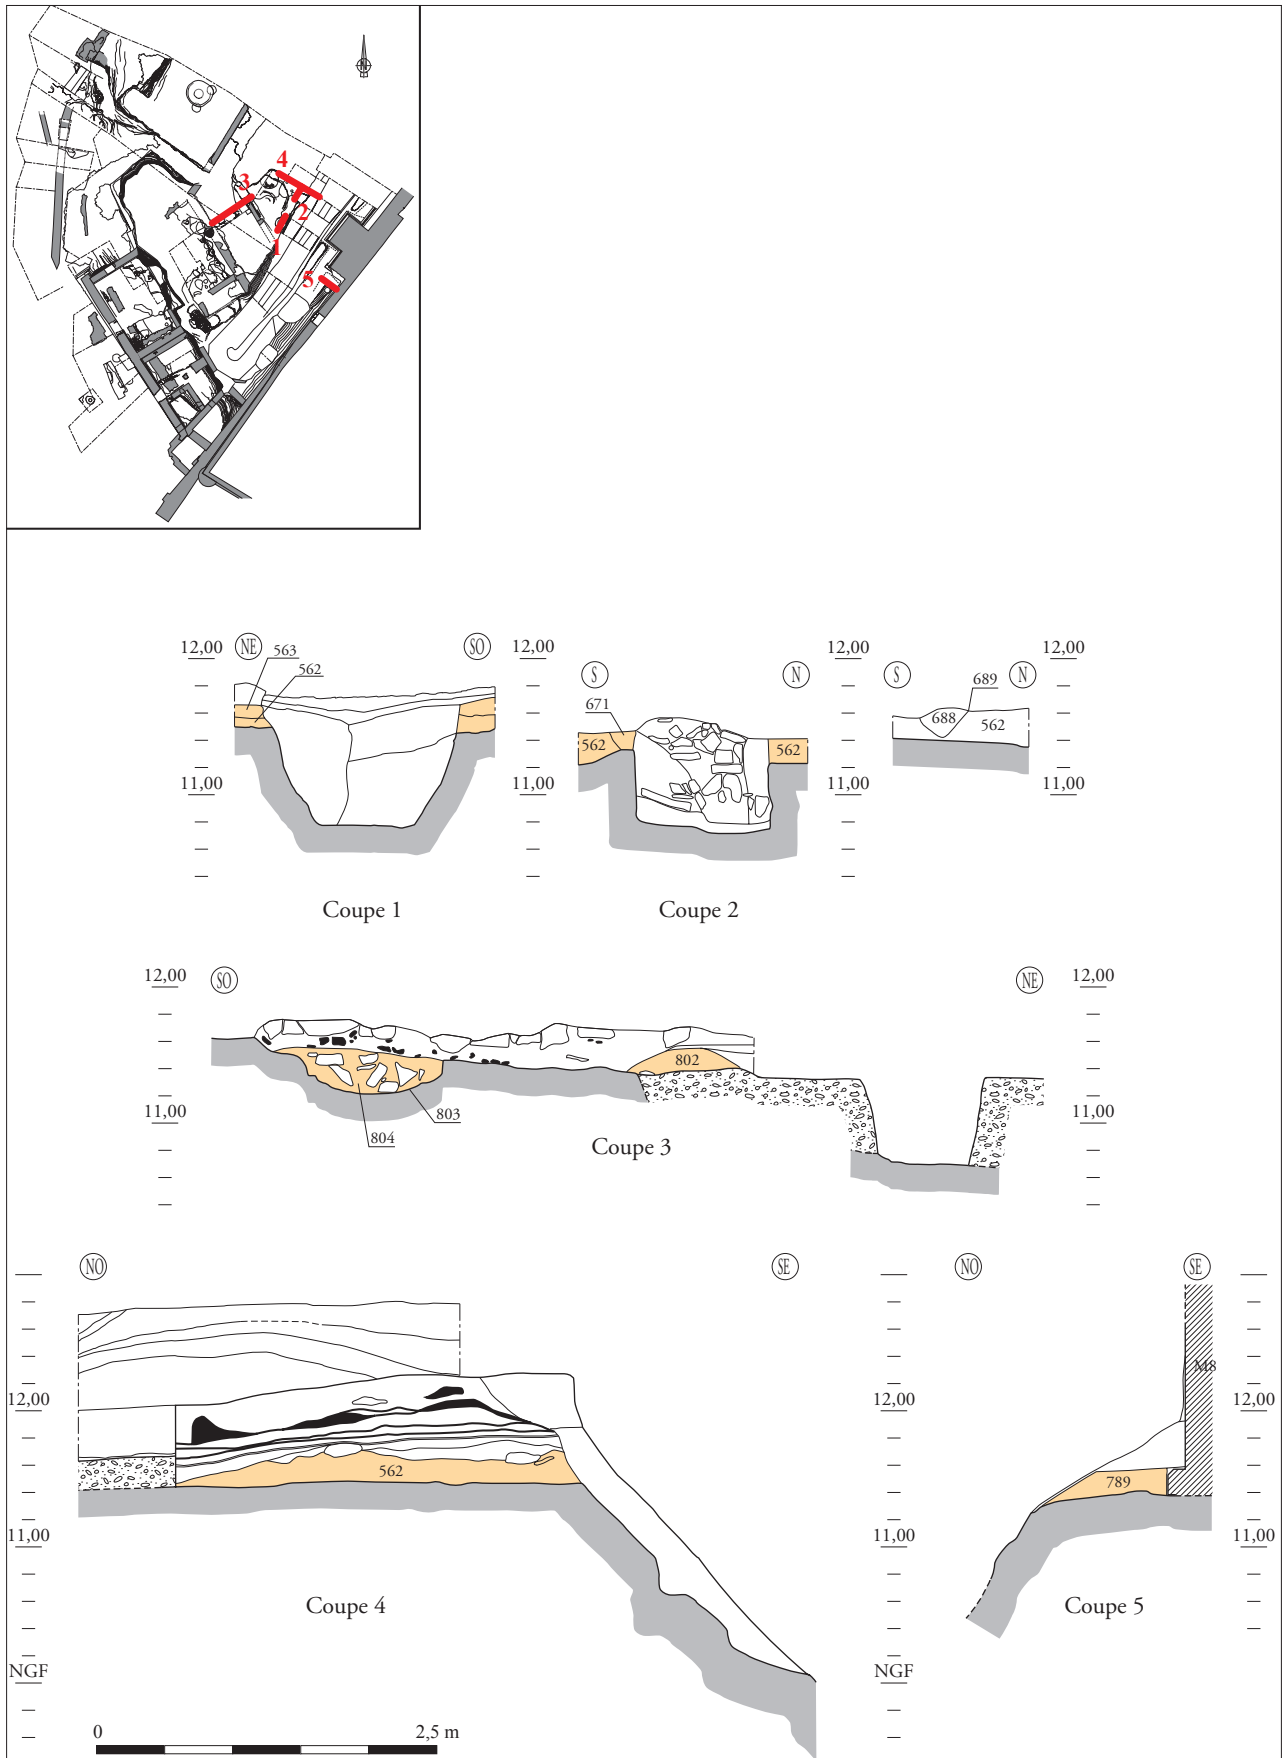 N
4
3
2
1
5
12,00 NE SO 12,00 12,00 12,00
563
562
S N S N
671 689
562 562 688 562
11,00 11,00 11,00 11,00
Coupe 1 Coupe 2
12,00 SO NE 12,00
802
11,00 803 11,00
804
Coupe 3
NO SE NO SE
M8
12,00 12,00 12,00
562 789
11,00 11,00 11,00
Coupe 4 Coupe 5
NGF NGF
0 2,5 m